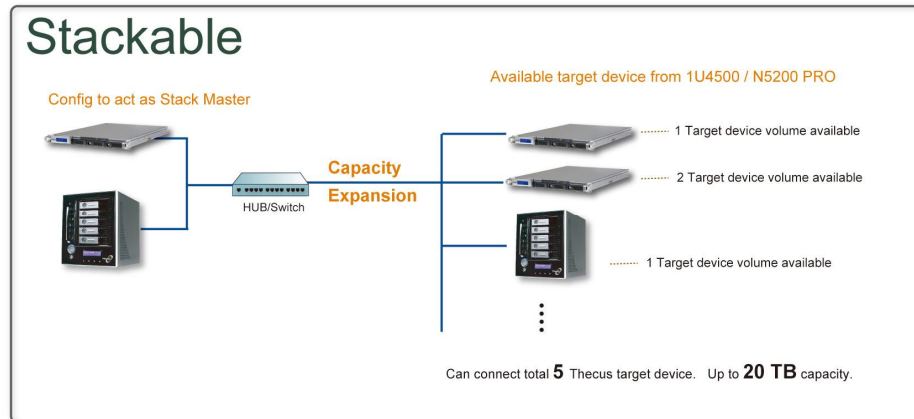 Stackable
Config to act as Stack Master
Available target device from 1U4500 / N5200 PRO
1 Target device volume available
2 Target device volume available
1 Target device volume available
HUB/Switch
Capacity
Expansion
Can connect total 5 Thecus target device. Up to 20 TB capacity.